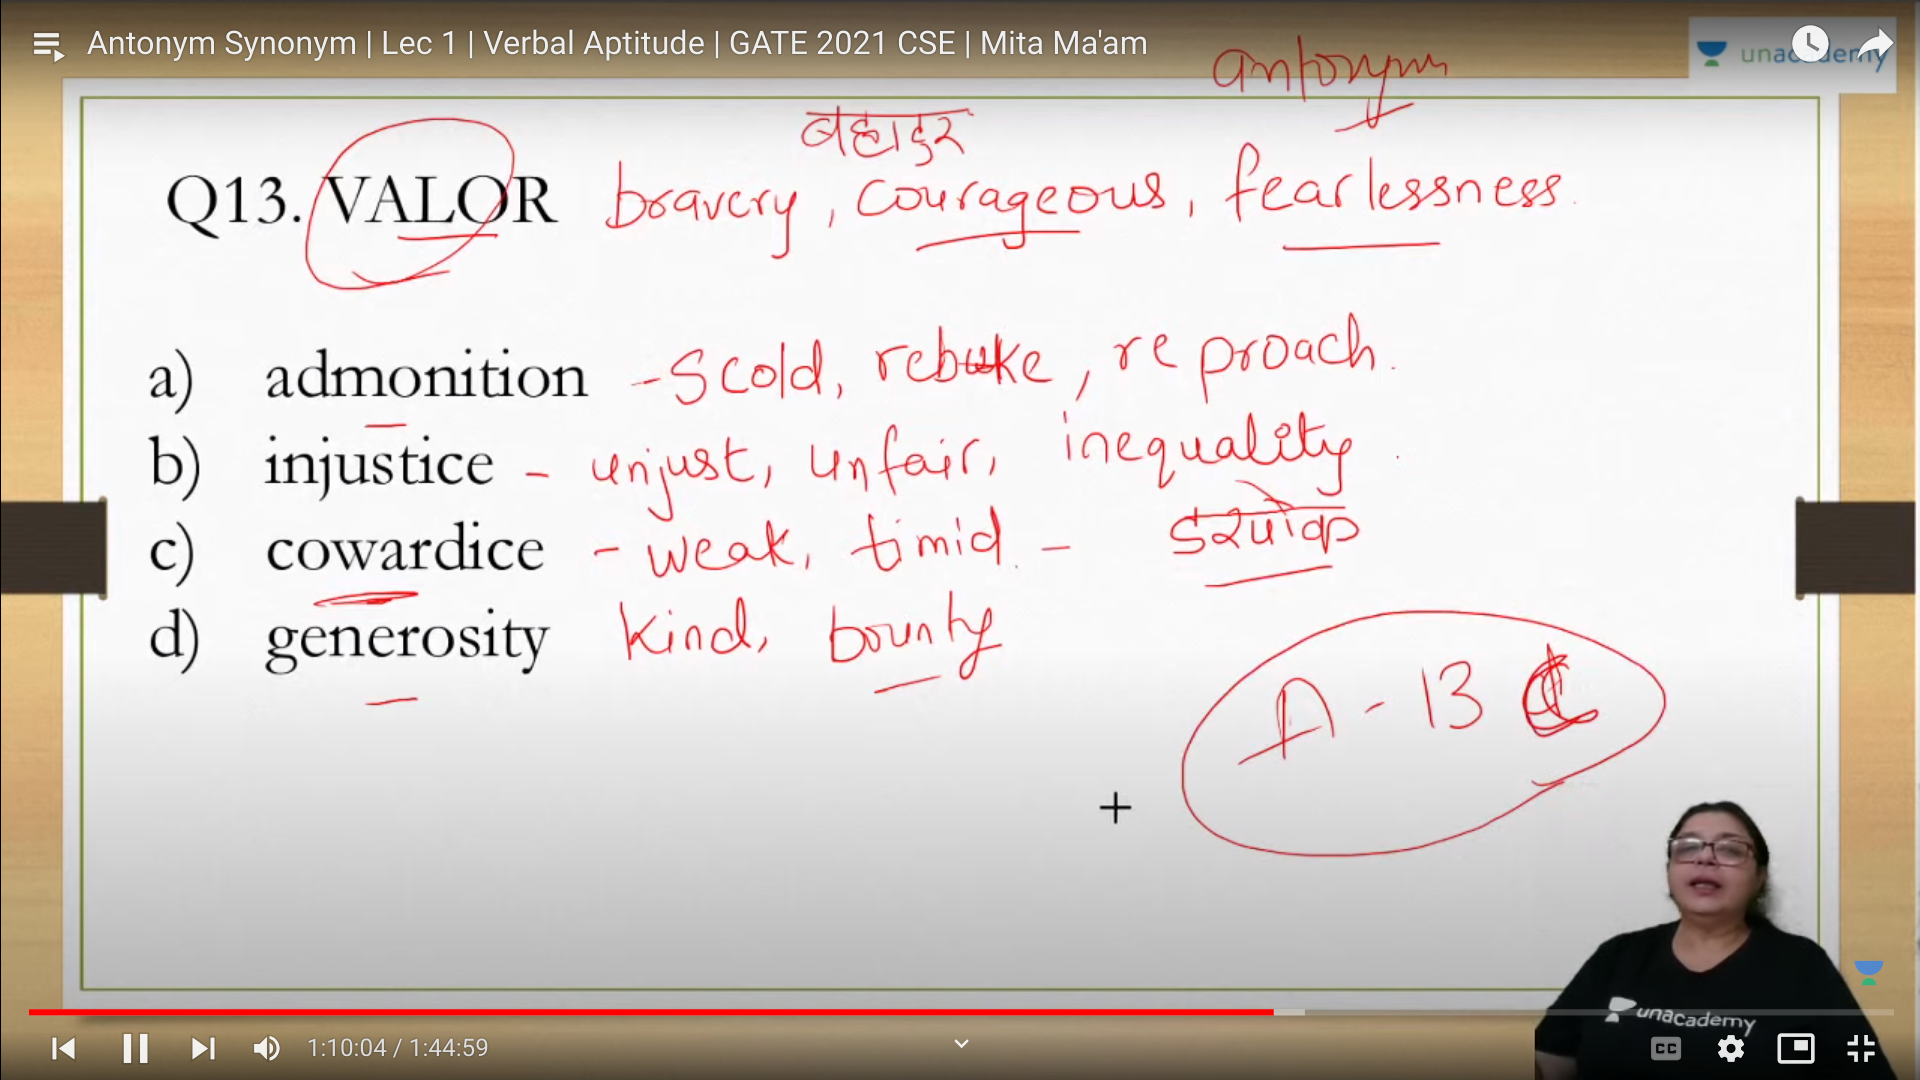 Antonym Synonym | Lec 1 | Verbal Aptitude | GATE 2021 CSE | Mita Ma'am
unacademy
antonym
बहादुर
Q13. VALOR bravery, courageous, fearlessness.
a) admonition - Scold, rebuke, reproach.
b) injustice - unjust, unfair, inequality.
c) cowardice - weak, timid. - डरपोक
d) generosity kind, bounty
A - 13 C
unacademy
1:10:04 / 1:44:59
CC